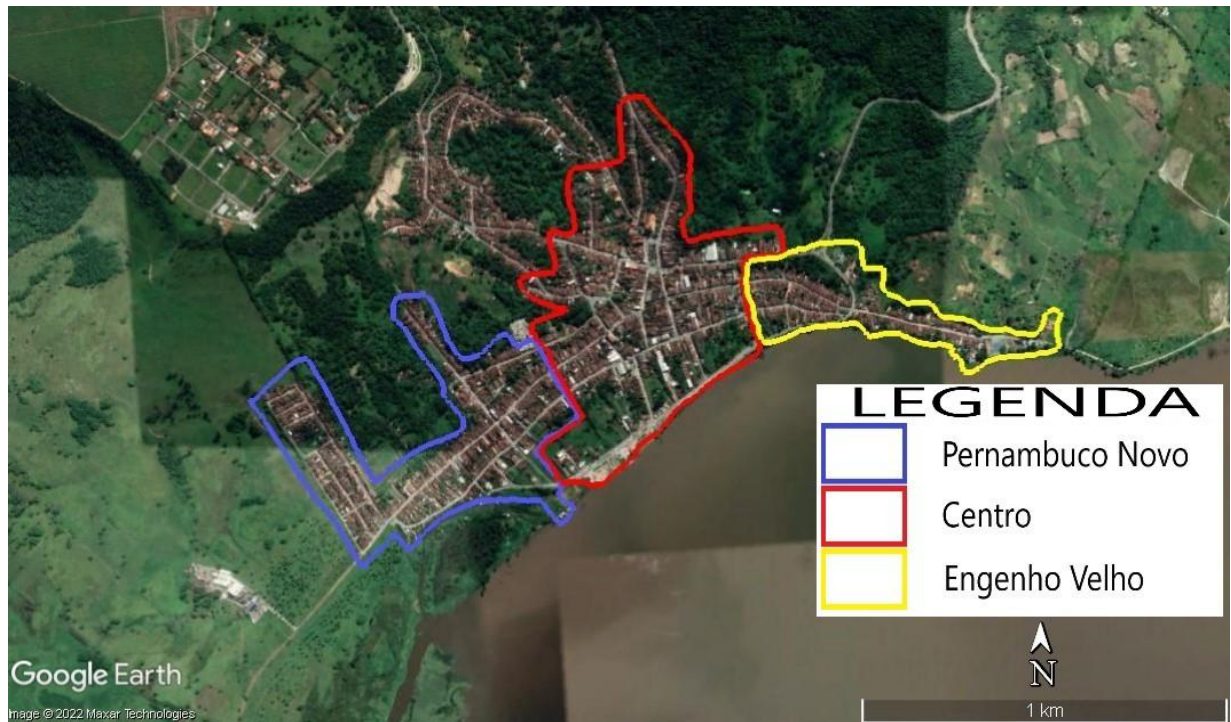 LEGENDA
Pernambuco Novo
Centro
Engenho Velho
N
1 km
Google Earth
Image © 2022 Maxar Technologies